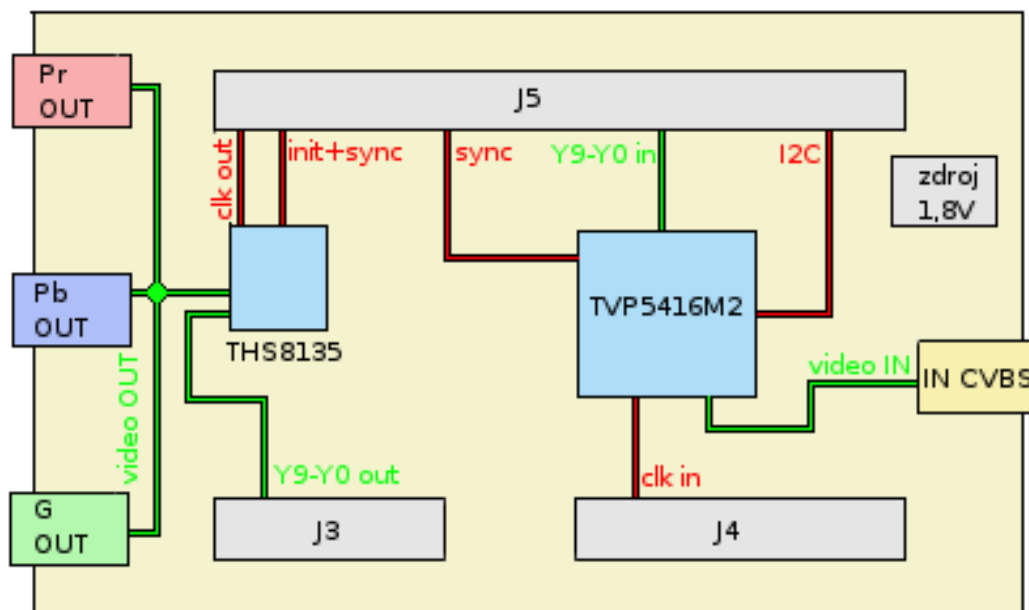 Pr
OUT
J5
clk out
init+sync
sync
Y9-Y0 in
I2C
zdroj
1,8V
Pb
OUT
THS8135
TVP5416M2
video IN
IN CVBS
video OUT
Y9-Y0 out
clk in
G
OUT
J3
J4